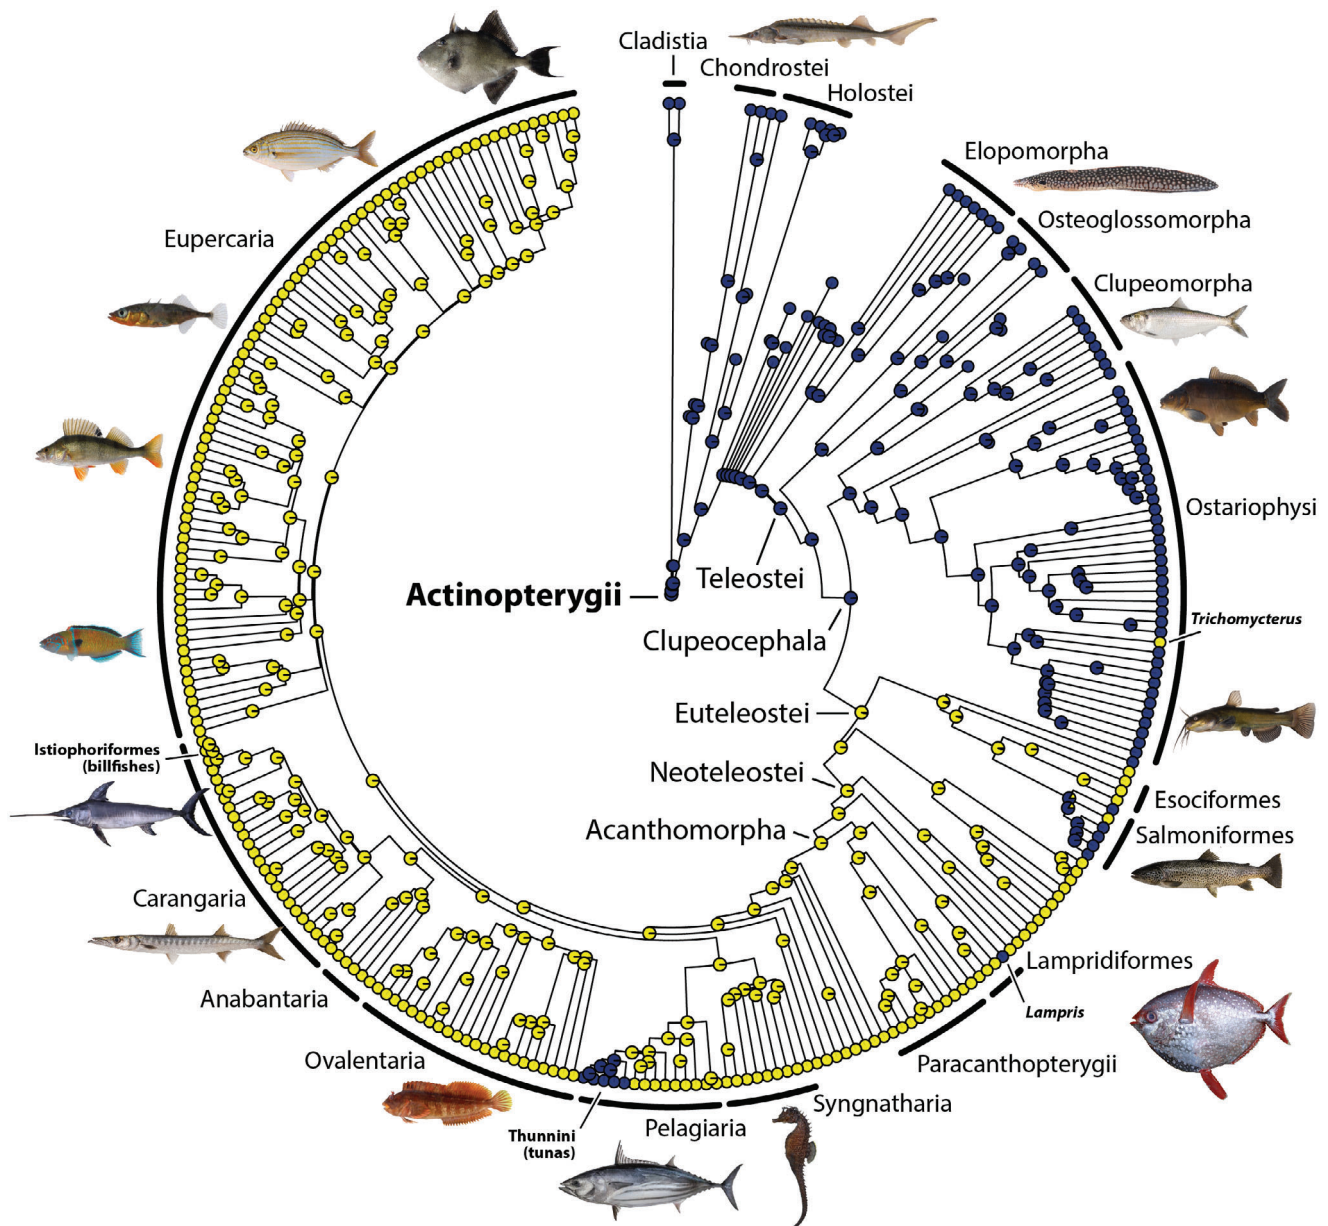 Cladistia
Chondrostei
Holostei
Elopomorpha
Osteoglossomorpha
Clupeomorpha
Eupercaria
Ostariophysi
Teleostei
Actinopterygii
Trichomycterus
Clupeocephala
Euteleostei
Istiophoriformes
(billfishes)
Neoteleostei
Esociformes
Acanthomorpha
Salmoniformes
Carangaria
Lampridiformes
Anabantaria
Lampris
Ovalentaria
Paracanthopterygii
Syngnatharia
Pelagiaria
Thunnini
(tunas)